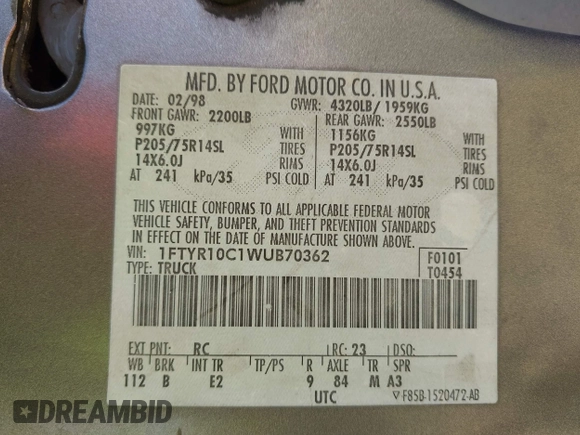 MFD. BY FORD MOTOR CO. IN U.S.A.
DATE: 02/98 GVWR: 4320LB/ 1959KG
FRONT GAWR: 2200LB REAR GAWR: 2550LB
997KG WITH 1156KG WITH
P205/75R14SL TIRES P205/75R14SL TIRES
14X6.0J RIMS 14X6.0J RIMS
AT 241 kPa/35 PSI COLD AT 241 kPa/35 PSI COLD
THIS VEHICLE CONFORMS TO ALL APPLICABLE FEDERAL MOTOR
VEHICLE SAFETY, BUMPER, AND THEFT PREVENTION STANDARDS
IN EFFECT ON THE DATE OF MANUFACTURE SHOWN ABOVE.
VIN: 1FTYR10C1WUB70362 F0101
TYPE: TRUCK T0454
EXT PNT: RC RC: 23 DSO:
WB BRK INT TR TP/PS R AXLE TR SPR
112 B E2 9 84 M A3
UTC F85B-1520472-AB
DREAMBID